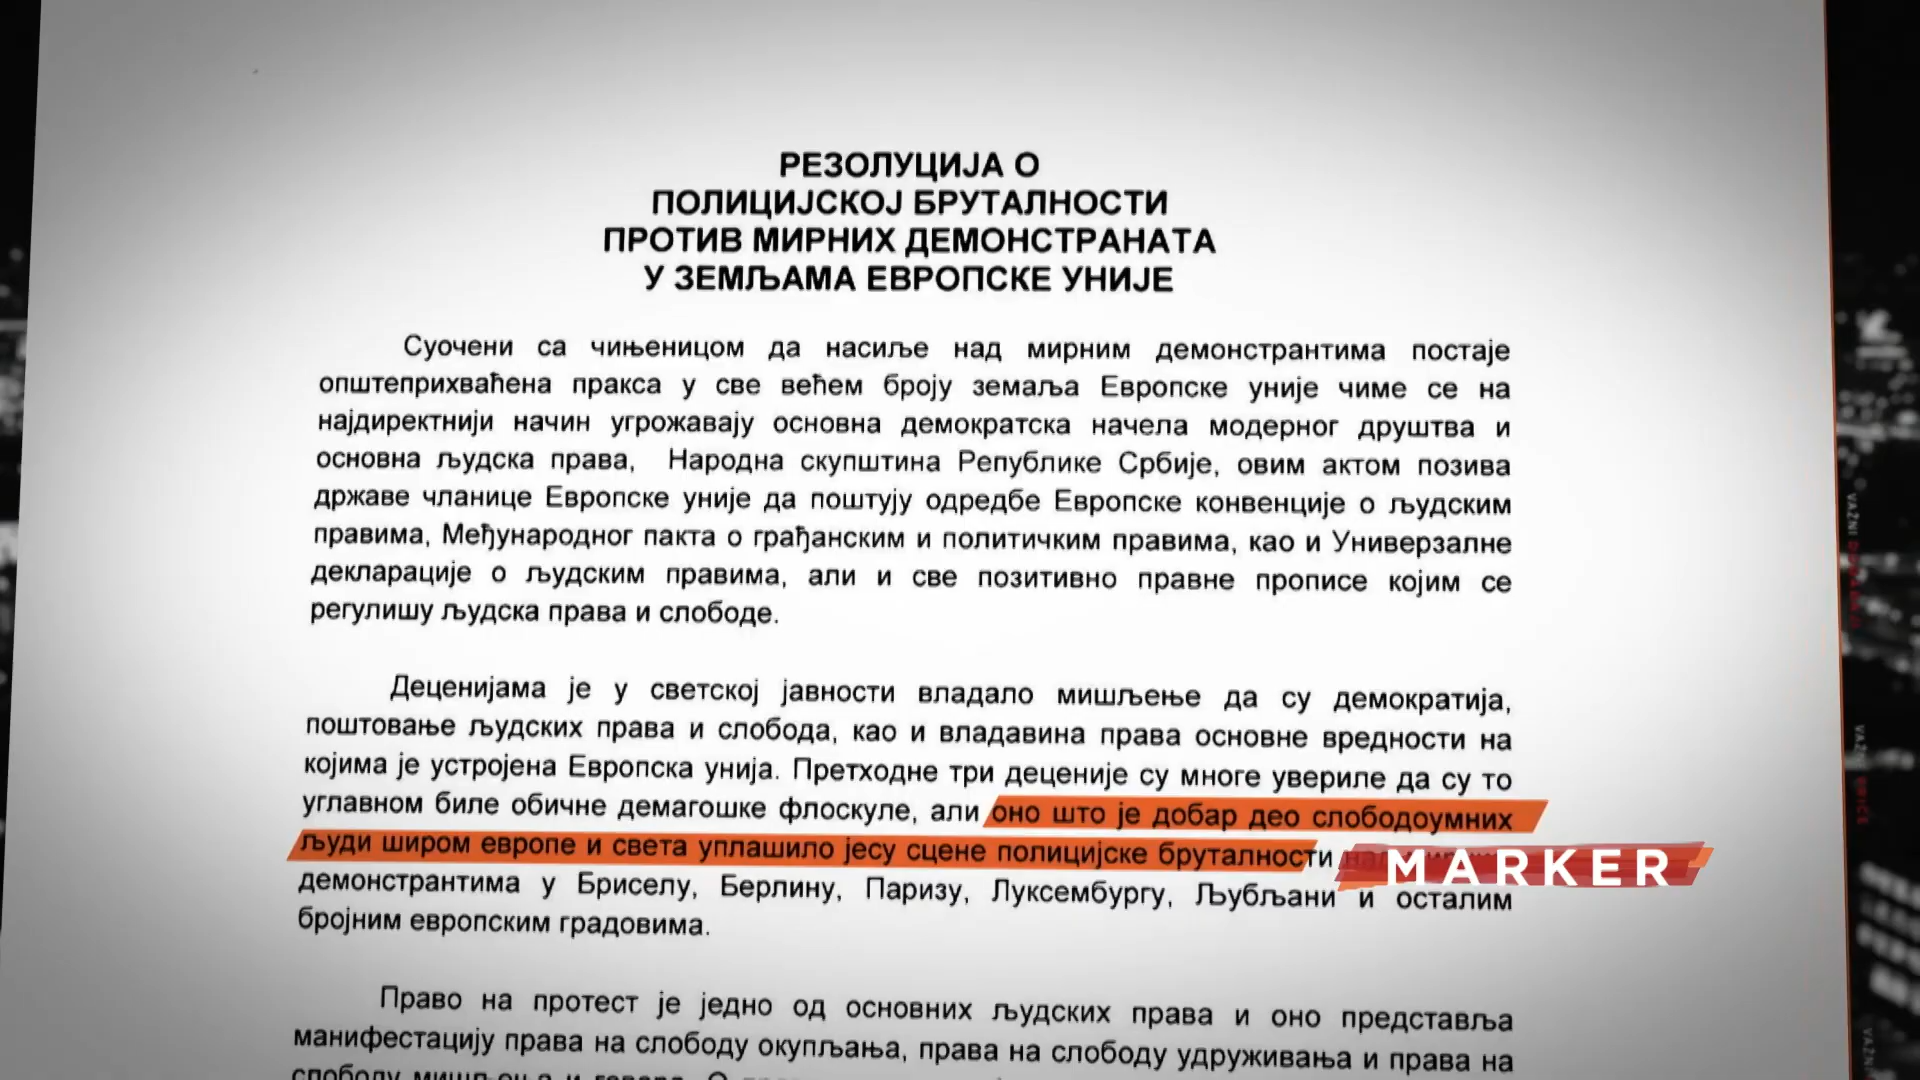 РЕЗОЛУЦИЈА О
ПОЛИЦИЈСКОЈ БРУТАЛНОСТИ
ПРОТИВ МИРНИХ ДЕМОНСТРАНАТА
У ЗЕМЉАМА ЕВРОПСКЕ УНИЈЕ
Суочени са чињеницом да насиље над мирним демонстрантима постаје
општеприхваћена пракса у све већем броју земаља Европске уније чиме се на
најдиректнији начин угрожавају основна демократска начела модерног друштва и
основна људска права, Народна скупштина Републике Србије, овим актом позива
државе чланице Европске уније да поштују одредбе Европске конвенције о људским
правима, Међународног пакта о грађанским и политичким правима, као и Универзалне
декларације о људским правима, али и све позитивно правне прописе којим се
регулишу људска права и слободе.
Деценијама је у светској јавности владало мишљење да су демократија,
поштовање људских права и слобода, као и владавина права основне вредности на
којима је устројена Европска унија. Претходне три деценије су многе увериле да су то
углавном биле обичне демагошке флоскуле, али оно што је добар део слободоумних
људи широм европе и света уплашило јесу сцене полицијске бруталности
MARKER
демонстрантима у Бриселу, Берлину, Паризу, Луксембургу, Љубљани и осталим
бројним европским градовима.
Право на протест је једно од основних људских права и оно представља
манифестацију права на слободу окупљања, права на слободу удруживања и права на
VAŽNI
VAŽNI